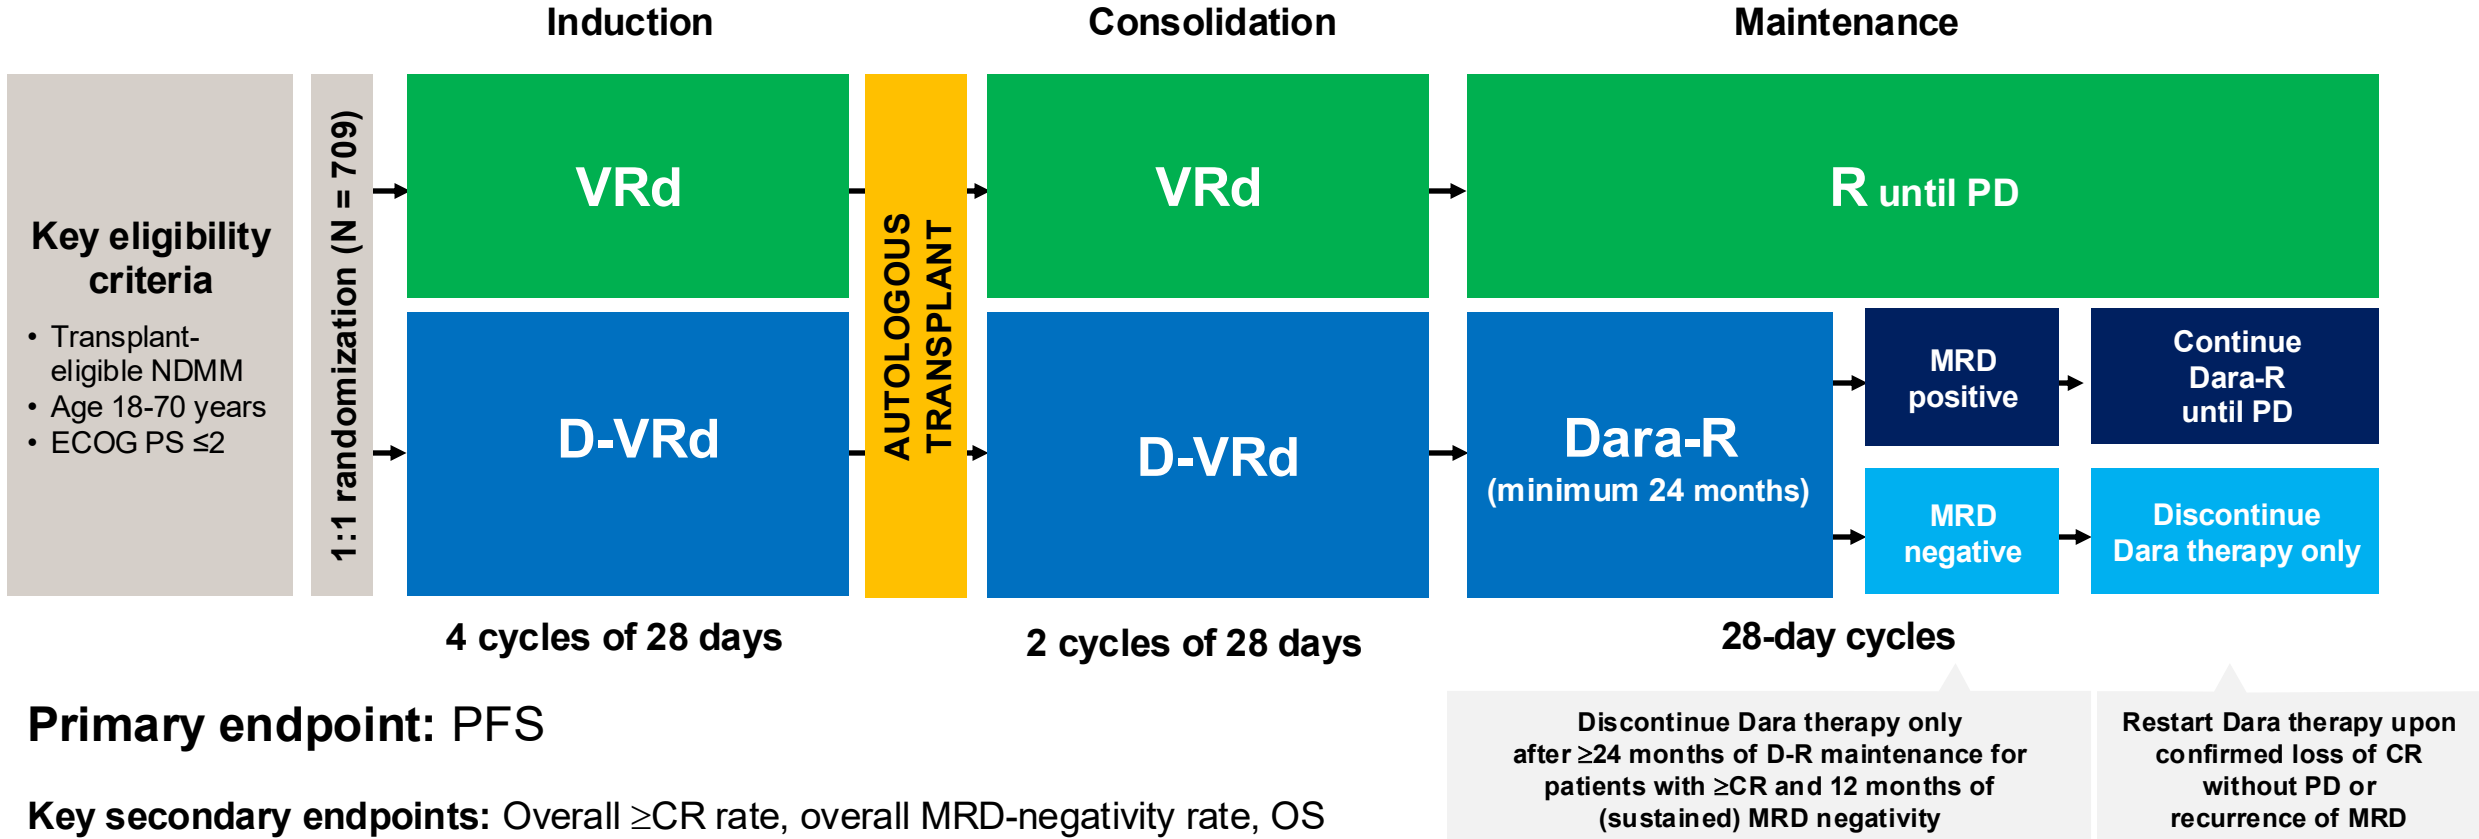 Induction
Consolidation
Maintenance
Key eligibility
criteria
• Transplant-
eligible NDMM
• Age 18-70 years
• ECOG PS ≤2
1:1 randomization (N = 709)
VRd
AUTOLOGOUS
TRANSPLANT
VRd
R until PD
D-VRd
D-VRd
Dara-R
(minimum 24 months)
MRD
positive
Continue
Dara-R
until PD
MRD
negative
Discontinue
Dara therapy only
4 cycles of 28 days
2 cycles of 28 days
28-day cycles
Primary endpoint: PFS
Key secondary endpoints: Overall ≥CR rate, overall MRD-negativity rate, OS
Discontinue Dara therapy only
after ≥24 months of D-R maintenance for
patients with ≥CR and 12 months of
(sustained) MRD negativity
Restart Dara therapy upon
confirmed loss of CR
without PD or
recurrence of MRD